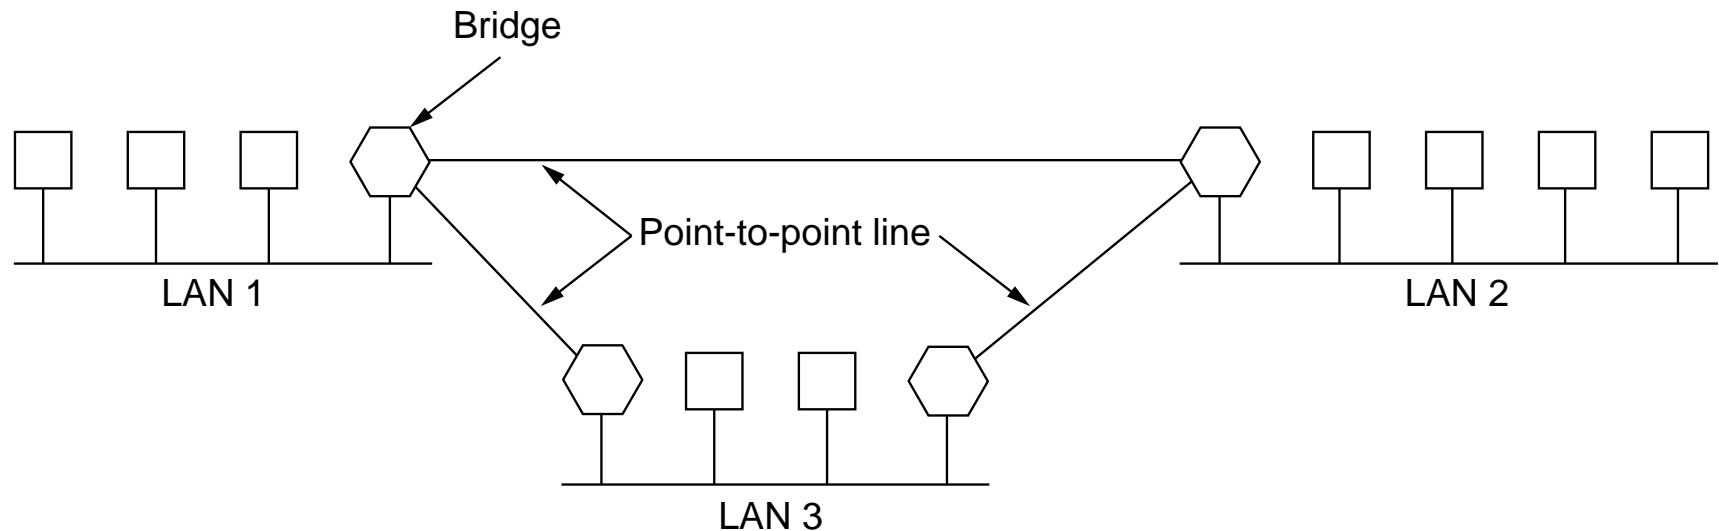 Bridge
Point-to-point line
LAN 1
LAN 2
LAN 3